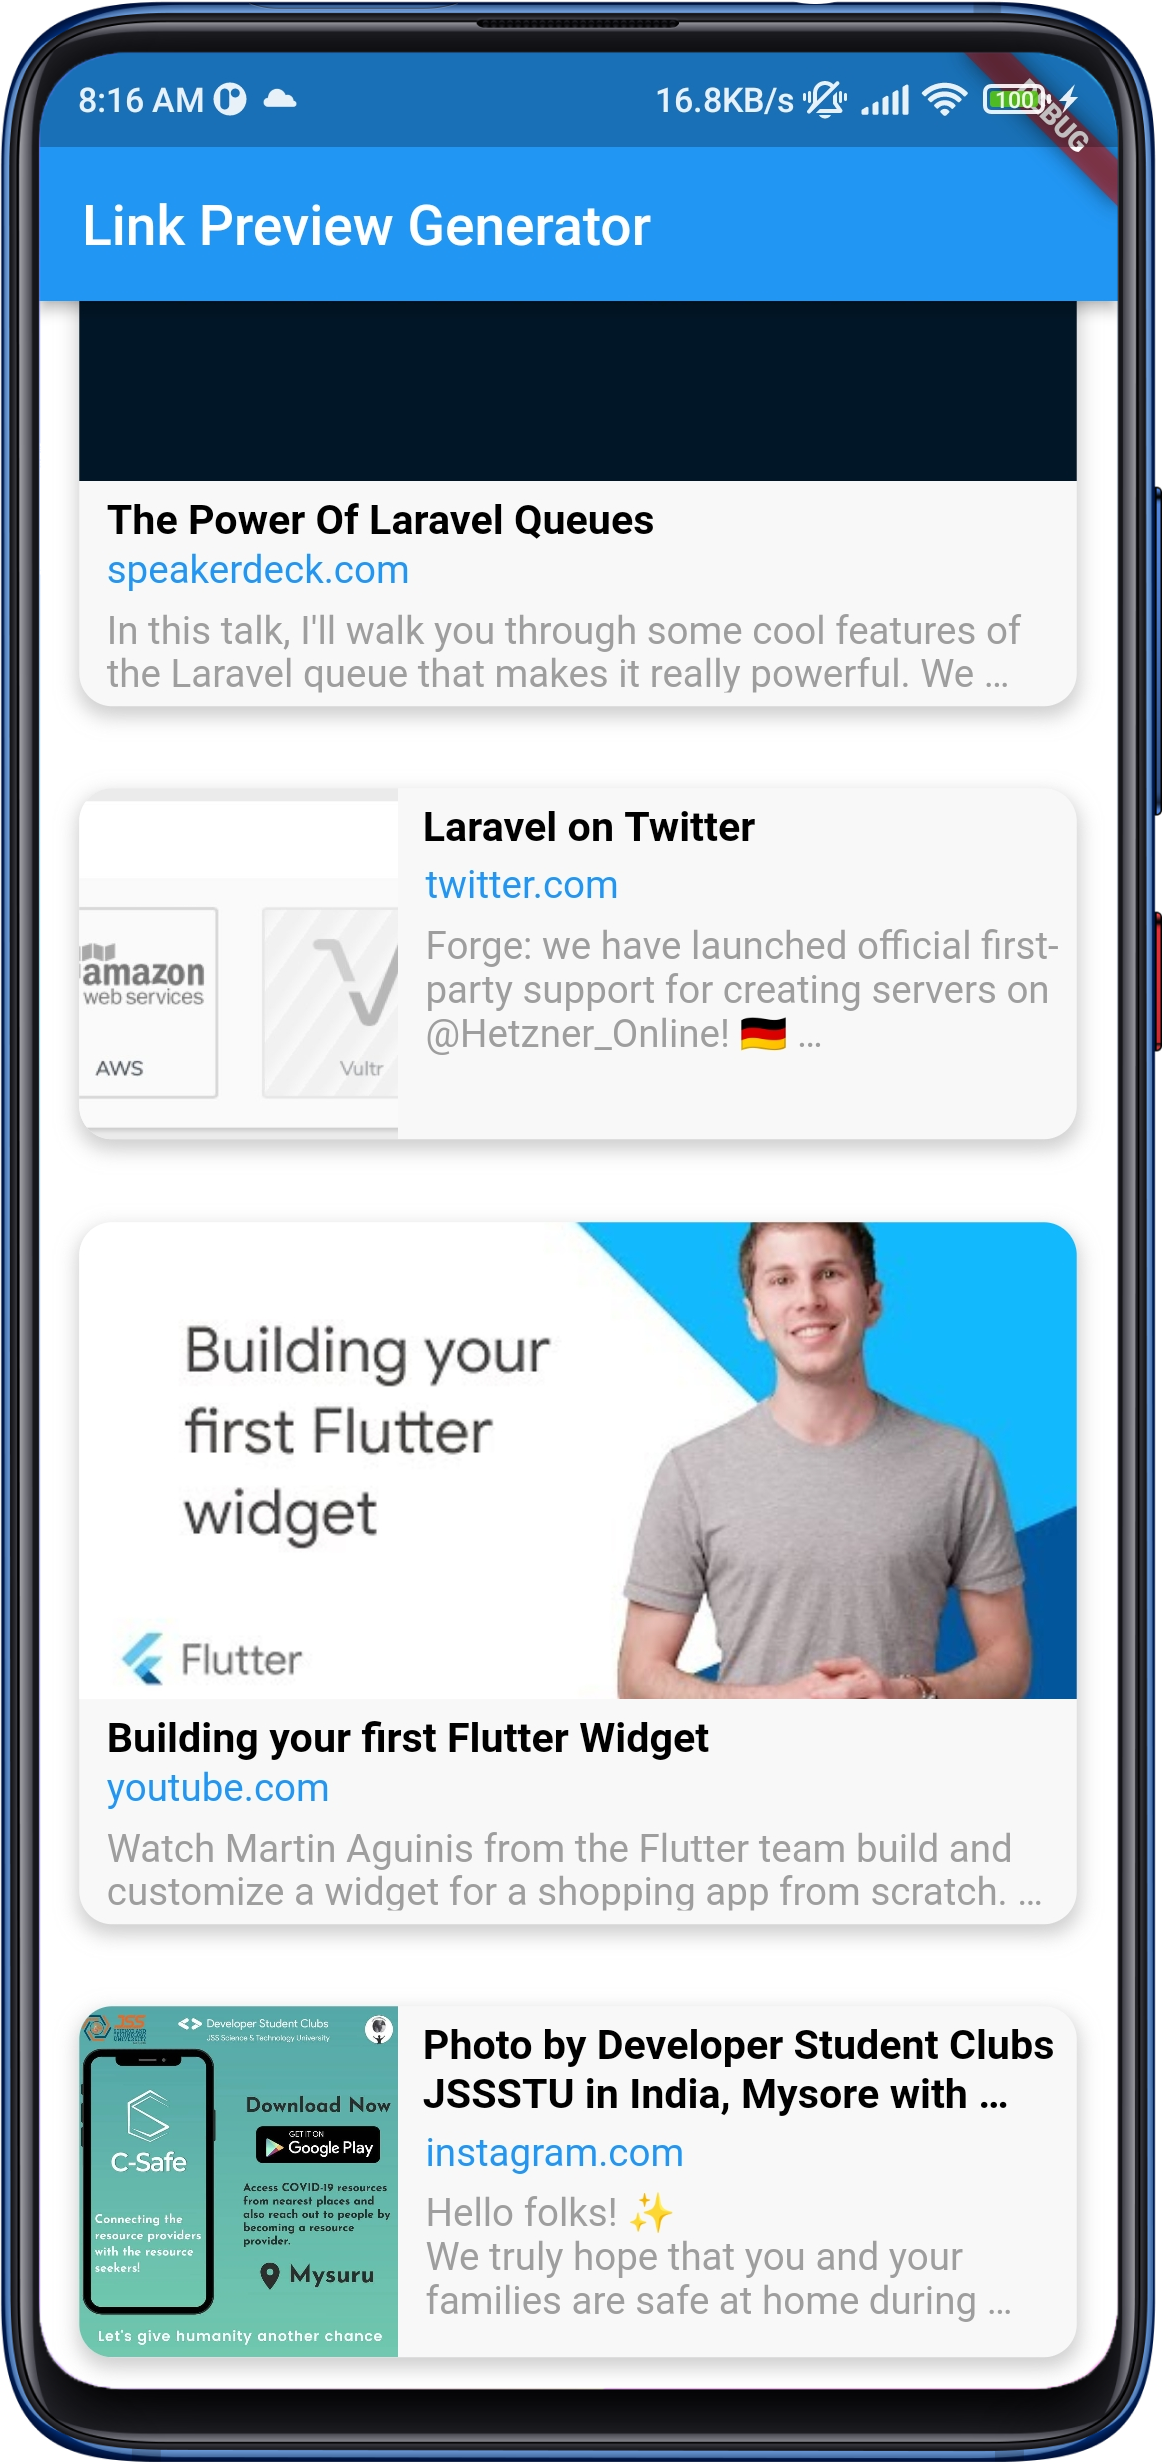 8:16 AM
16.8KB/s
100
Link Preview Generator
The Power Of Laravel Queues
speakerdeck.com
In this talk, I'll walk you through some cool features of
the Laravel queue that makes it really powerful. We …
Laravel on Twitter
twitter.com
Forge: we have launched official first-
party support for creating servers on
@Hetzner_Online! 🇩🇪 …
amazon
web services
AWS
Vultr
Building your
first Flutter
widget
Flutter
Building your first Flutter Widget
youtube.com
Watch Martin Aguinis from the Flutter team build and
customize a widget for a shopping app from scratch. …
JSS
Developer Student Clubs
JSS Science & Technology University
C-Safe
Connecting the
resource providers
with the resource
seekers!
Download Now
GET IT ON
Google Play
Access COVID-19 resources
from nearest places and
also reach out to people by
becoming a resource
provider.
Mysuru
Let's give humanity another chance
Photo by Developer Student Clubs
JSSSTU in India, Mysore with …
instagram.com
Hello folks! ✨
We truly hope that you and your
families are safe at home during …